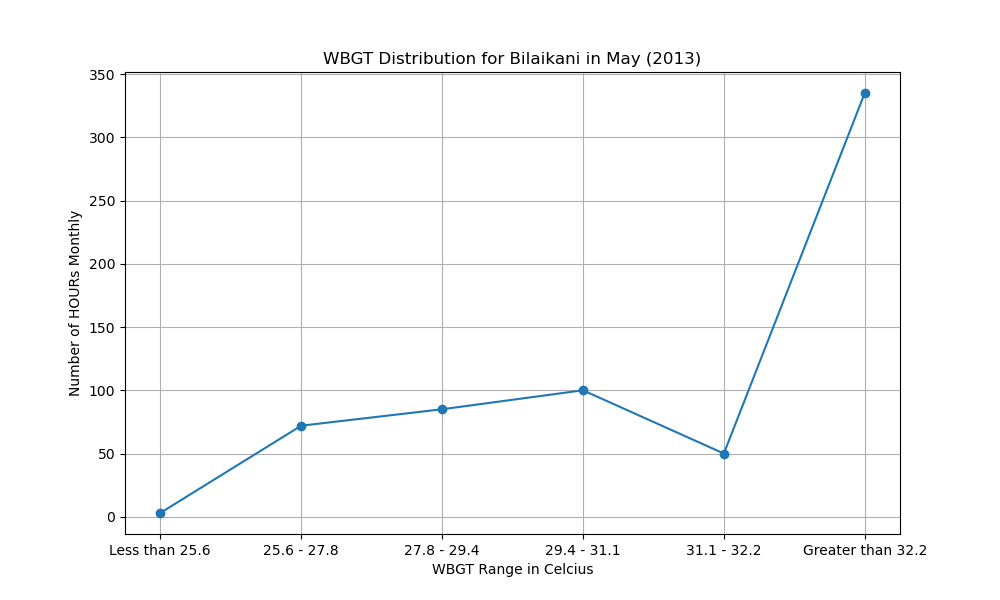 WBGT Distribution for Bilaikani in May (2013)
350
300
250
200
150
100
50
0
Number of HOURs Monthly
Less than 25.6
25.6 - 27.8
27.8 - 29.4
29.4 - 31.1
31.1 - 32.2
Greater than 32.2
WBGT Range in Celcius